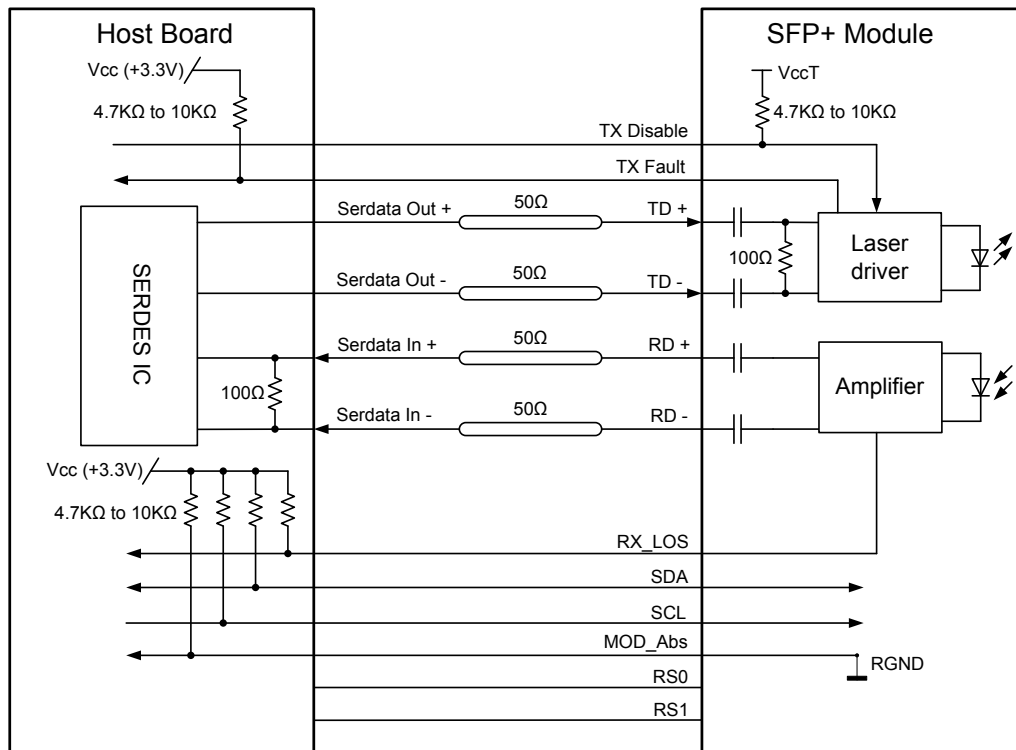 Host Board
SFP+ Module
Vcc (+3.3V)
VccT
4.7KΩ to 10KΩ
4.7KΩ to 10KΩ
TX Disable
TX Fault
Serdata Out +
50Ω
TD +
SERDES IC
100Ω
Laser
driver
Serdata Out -
50Ω
TD -
Serdata In +
50Ω
RD +
100Ω
Amplifier
Serdata In -
50Ω
RD -
Vcc (+3.3V)
4.7KΩ to 10KΩ
RX_LOS
SDA
SCL
MOD_Abs
RGND
RS0
RS1